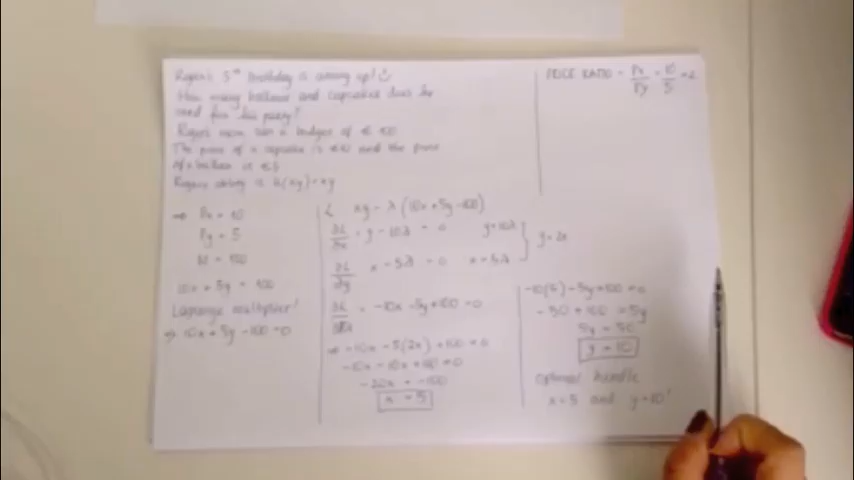 Roger's 5th birthday is coming up!
How many balloons and cupcakes does he
need for his party?
Roger's mom has a budget of €
The price of a cupcake is €10 and the price
of a balloon is €5
Roger's utility is u(xy)=xy
⇒ Px = 10
Py = 5
M = 100
10x + 5y = 100
Lagrange multiplier!
⇒ 10x + 5y - 100 = 0
L xy - λ(10x + 5y - 100)
∂L/∂x = y - 10λ = 0 y = 10λ
y = 2x
∂L/∂y x - 5λ = 0 x = 5λ
∂L/∂λ = -10x - 5y + 100 = 0
⇒ -10x - 5(2x) + 100 = 0
-10x - 10x + 100 = 0
-20x = -100
x = 5
-10(5) - 5y + 100 = 0
-50 + 100 = 5y
5y = 50
y = 10
Optimal bundle
x = 5 and y = 10!
PRICE RATIO = Px/Py = 10/5 = 2